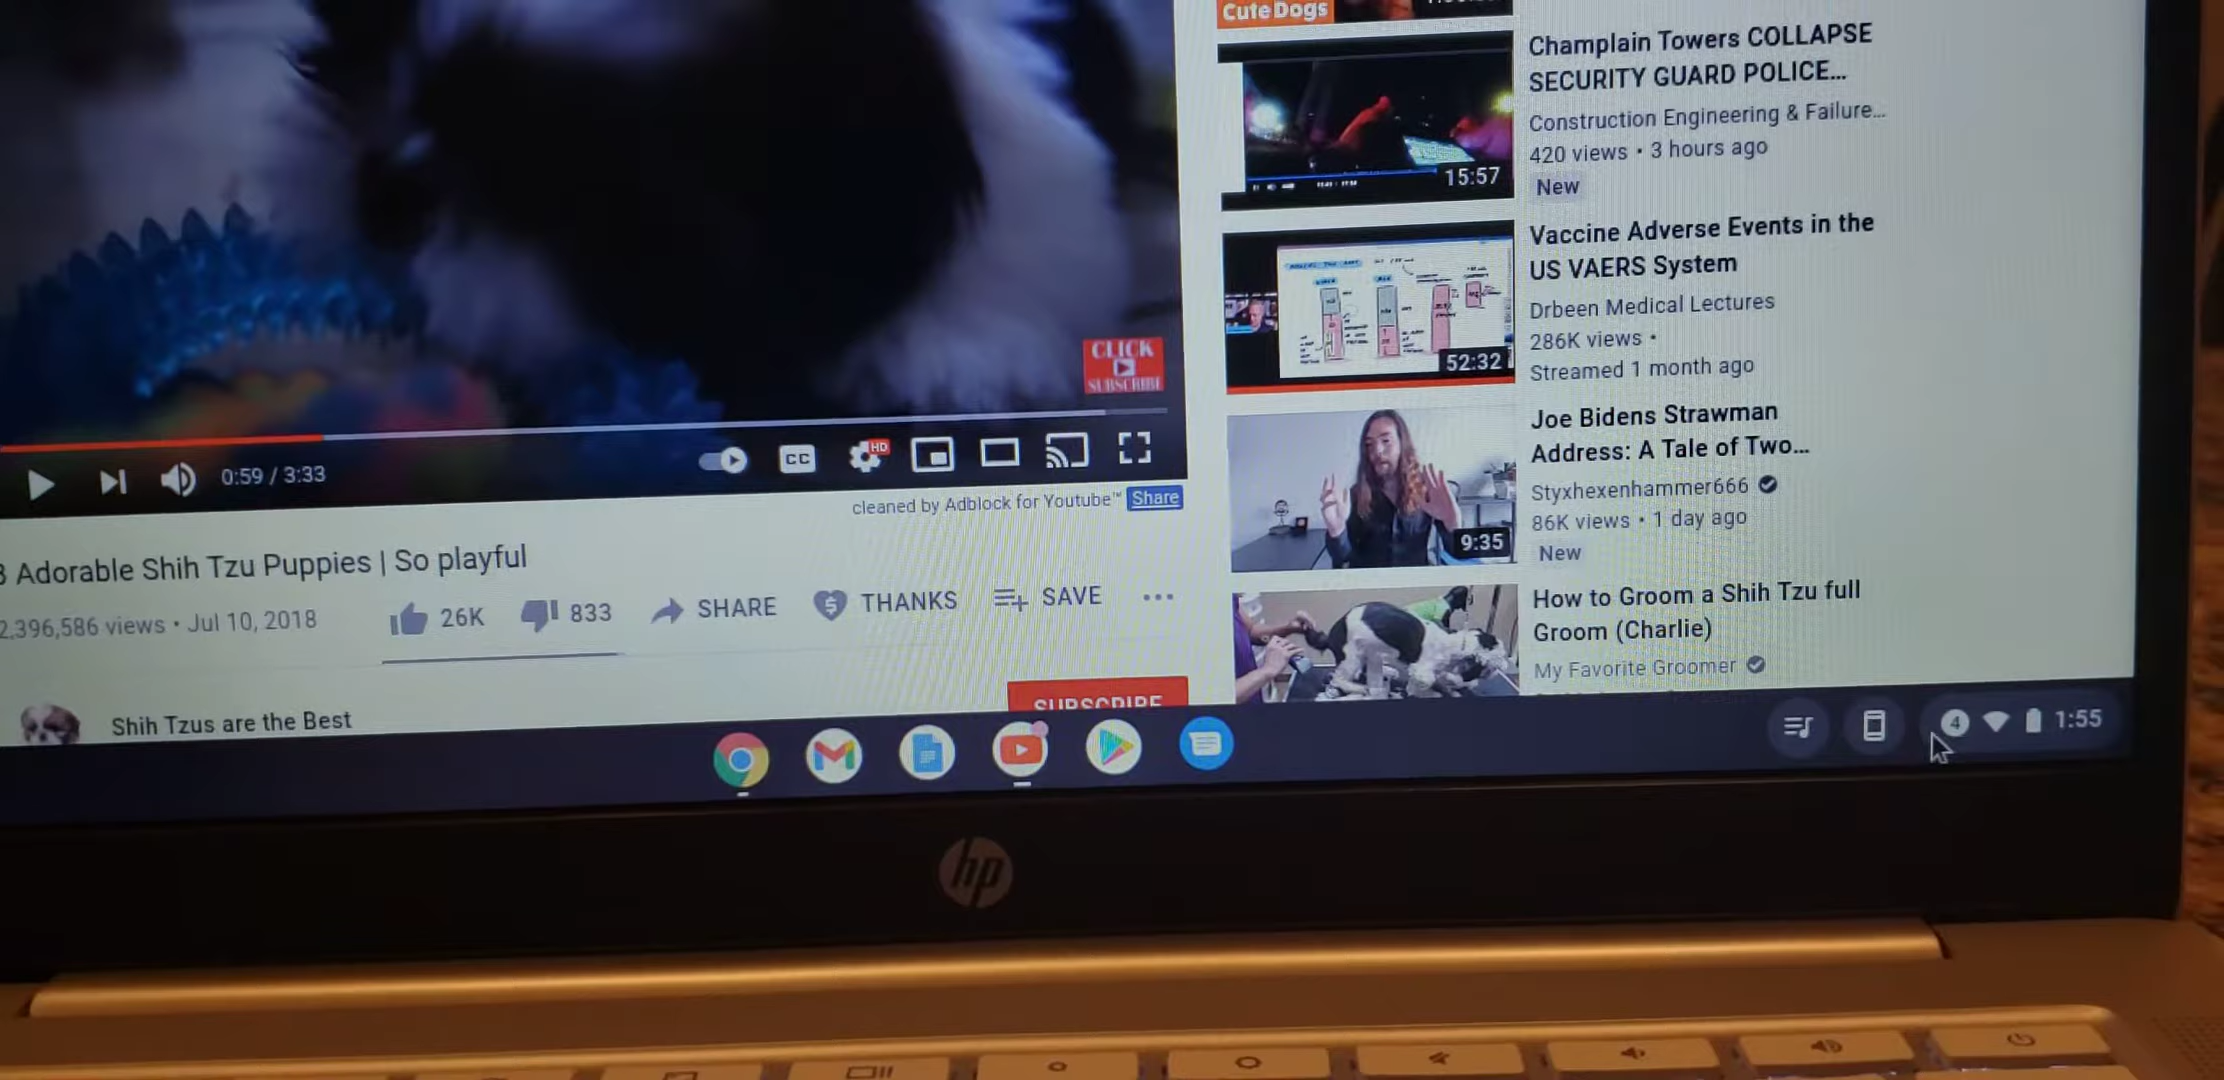 Cute Dogs
Champlain Towers COLLAPSE
SECURITY GUARD POLICE...
Construction Engineering & Failure...
420 views • 3 hours ago
New
15:57
Vaccine Adverse Events in the
US VAERS System
Drbeen Medical Lectures
286K views •
Streamed 1 month ago
52:32
Joe Bidens Strawman
Address: A Tale of Two...
Styxhexenhammer666
86K views • 1 day ago
New
9:35
How to Groom a Shih Tzu full
Groom (Charlie)
My Favorite Groomer
CLICK
SUBSCRIBE
0:59 / 3:33
CC
HD
cleaned by Adblock for Youtube™ Share
3 Adorable Shih Tzu Puppies | So playful
2,396,586 views • Jul 10, 2018
26K
833
SHARE
THANKS
SAVE
Shih Tzus are the Best
SUBSCRIBE
4
1:55
hp